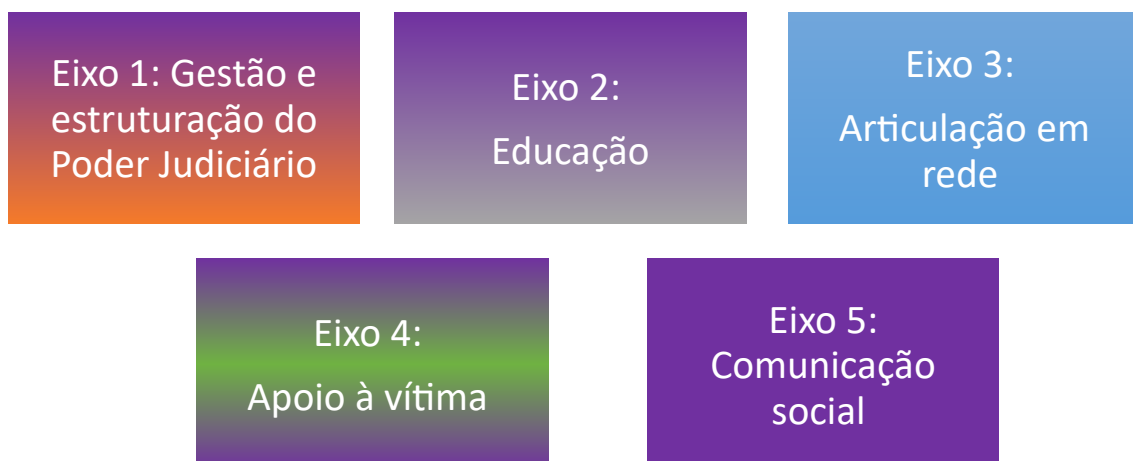 Eixo 1: Gestão e
estruturação do
Poder Judiciário
Eixo 2:
Educação
Eixo 3:
Articulação em
rede
Eixo 4:
Apoio à vítima
Eixo 5:
Comunicação
social